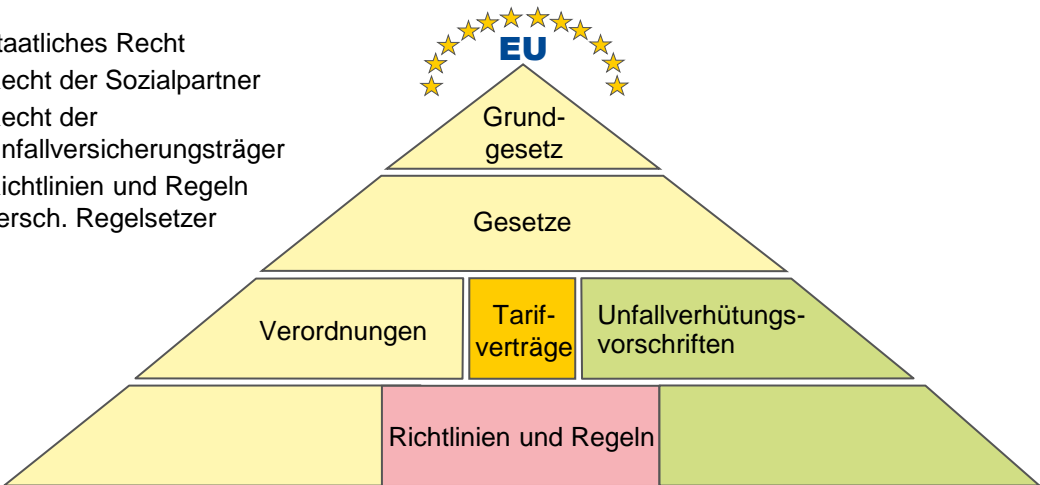 taatliches Recht
echt der Sozialpartner
echt der
nfallversicherungsträger
ichtlinien und Regeln
ersch. Regelsetzer
EU
Grund-
gesetz
Gesetze
Verordnungen
Tarif-
verträge
Unfallverhütungs-
vorschriften
Richtlinien und Regeln